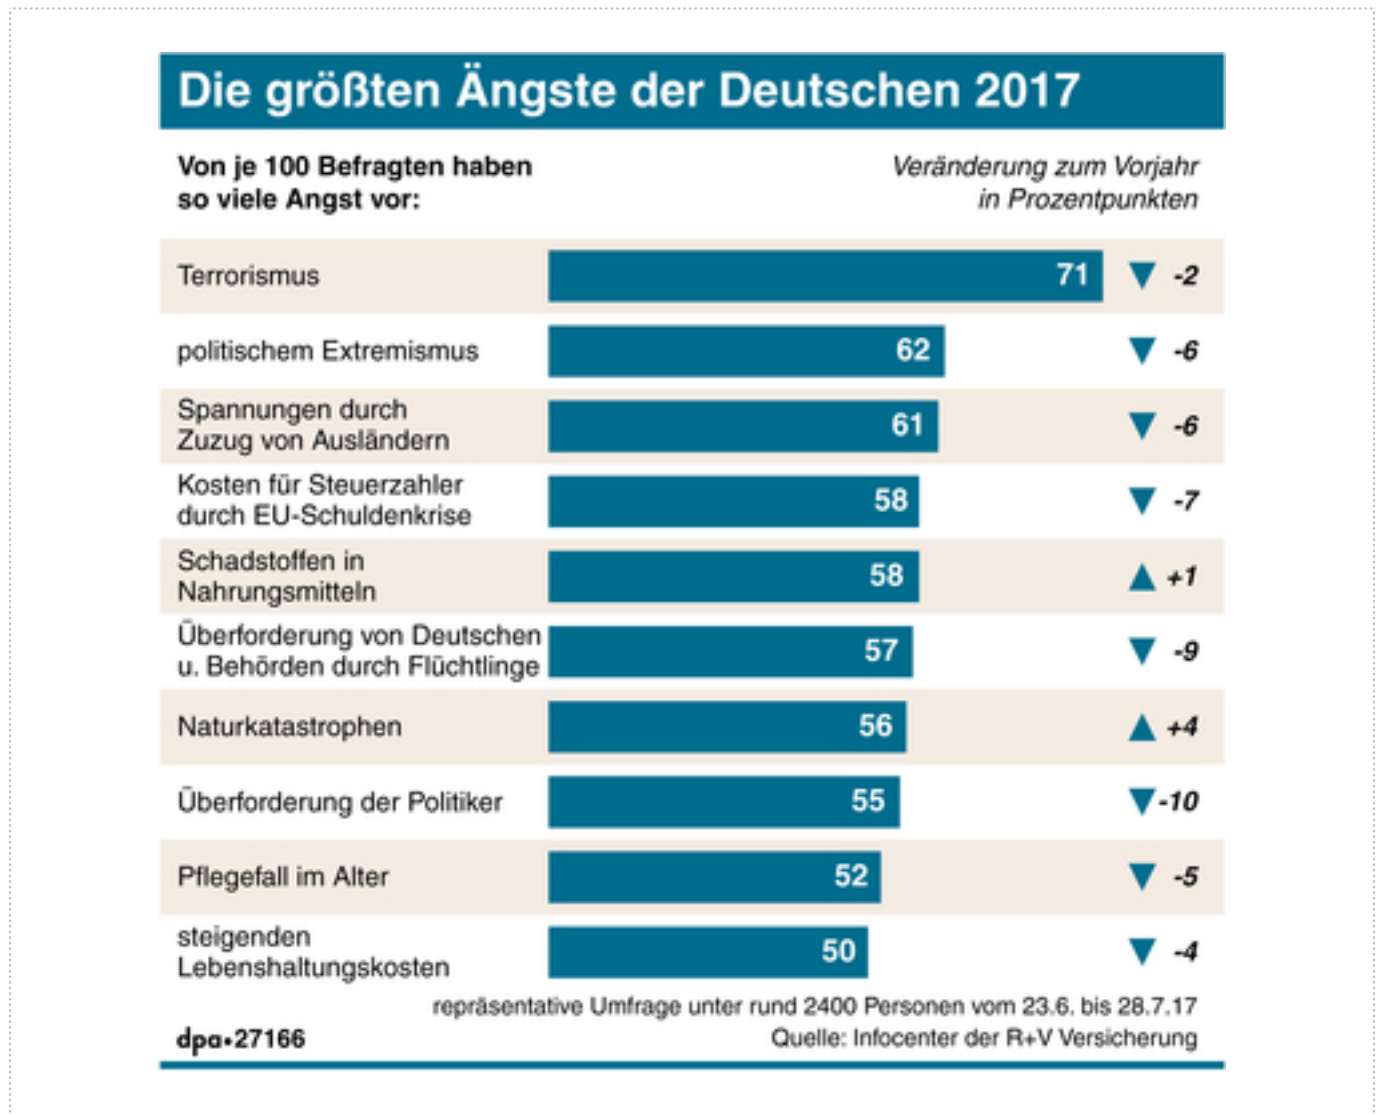 Die größten Ängste der Deutschen 2017
Von je 100 Befragten haben
so viele Angst vor:
Veränderung zum Vorjahr
in Prozentpunkten
Terrorismus 71 ▼ -2
politischem Extremismus 62 ▼ -6
Spannungen durch
Zuzug von Ausländern 61 ▼ -6
Kosten für Steuerzahler
durch EU-Schuldenkrise 58 ▼ -7
Schadstoffen in
Nahrungsmitteln 58 ▲ +1
Überforderung von Deutschen
u. Behörden durch Flüchtlinge 57 ▼ -9
Naturkatastrophen 56 ▲ +4
Überforderung der Politiker 55 ▼ -10
Pflegefall im Alter 52 ▼ -5
steigenden
Lebenshaltungskosten 50 ▼ -4
repräsentative Umfrage unter rund 2400 Personen vom 23.6. bis 28.7.17
dpa•27166 Quelle: Infocenter der R+V Versicherung